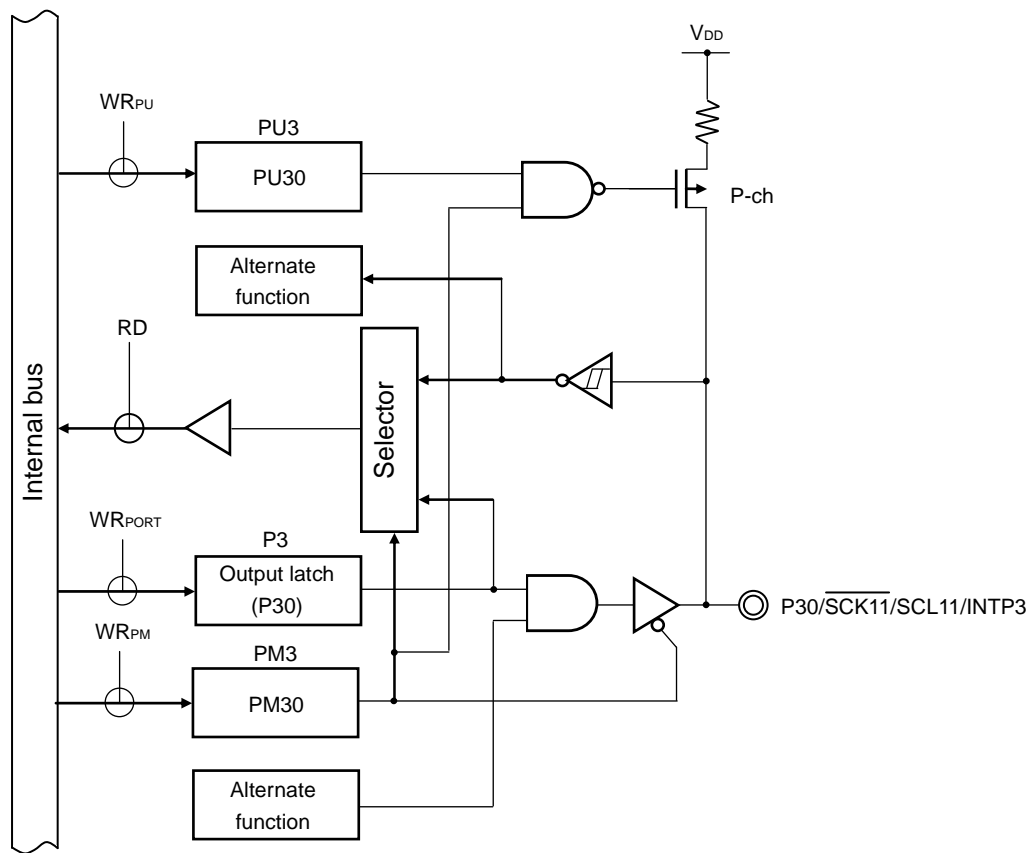 VDD
WRPU
PU3
PU30
P-ch
Alternate
function
RD
Internal bus
Selector
WRPORT
P3
Output latch
(P30)
P30/SCK11/SCL11/INTP3
WRPM
PM3
PM30
Alternate
function